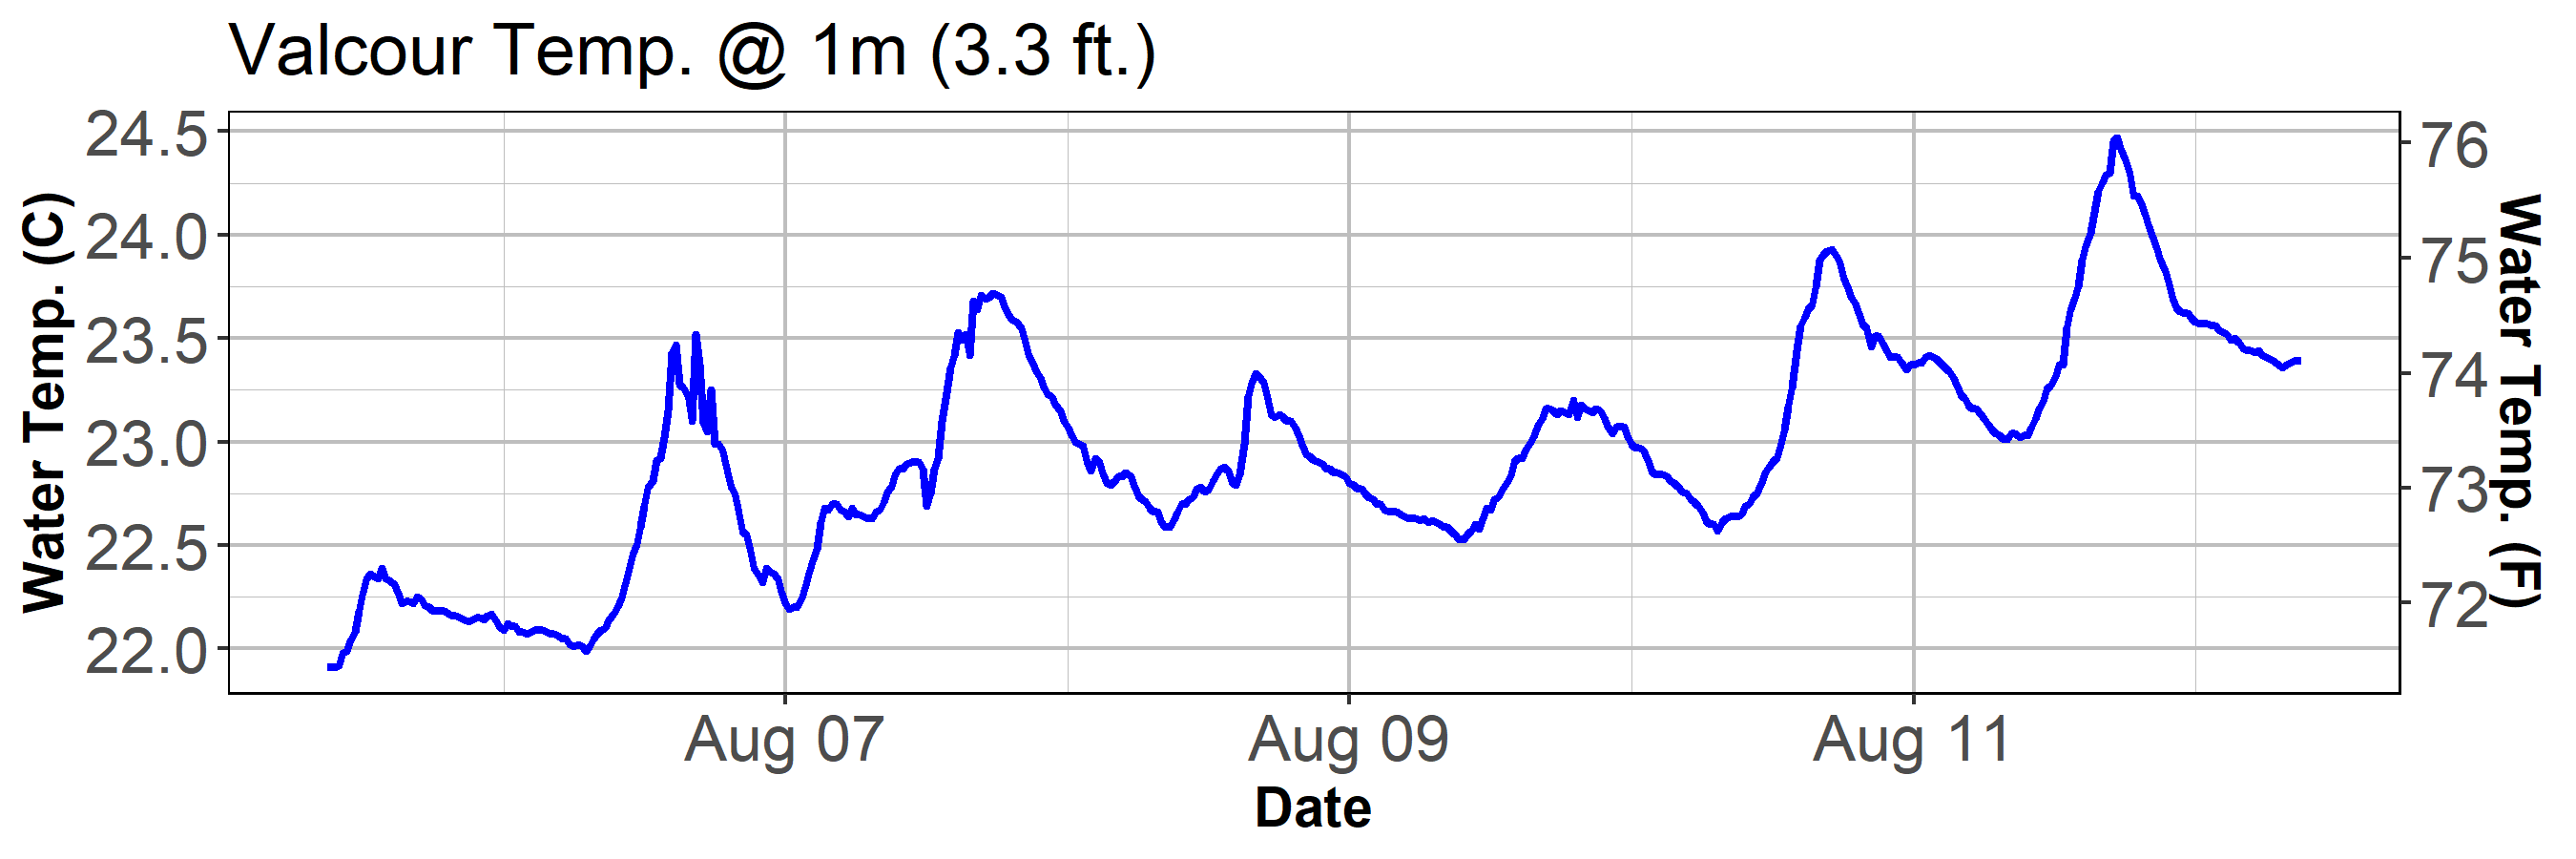 Valcour Temp. @ 1m (3.3 ft.)
Water Temp. (C)
24.5
24.0
23.5
23.0
22.5
22.0
76
75
74
73
72
Water Temp. (F)
Aug 07 Aug 09 Aug 11
Date